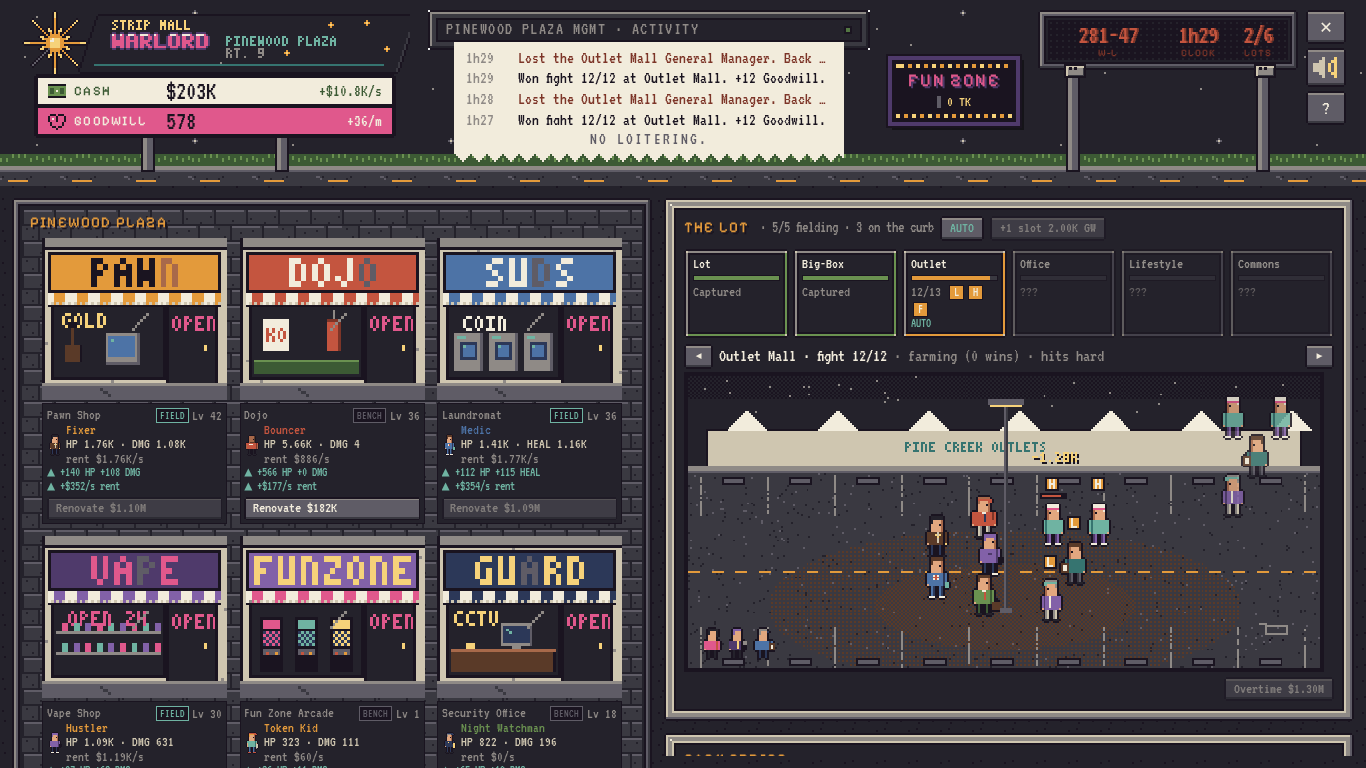 STRIP MALL
WARLORD
PINEWOOD PLAZA
RT. 9
CASH $203K +$10.8K/s
GOODWILL 578 +36/m
PINEWOOD PLAZA MGMT · ACTIVITY
1h29 Lost the Outlet Mall General Manager. Back …
1h29 Won fight 12/12 at Outlet Mall. +12 Goodwill.
1h28 Lost the Outlet Mall General Manager. Back …
1h27 Won fight 12/12 at Outlet Mall. +12 Goodwill.
NO LOITERING.
FUN ZONE
0 TK
281-47 1h29 2/6
W-L CLOCK LOTS
✕
?
PINEWOOD PLAZA
PAWN DOJO SUDS
GOLD OPEN KO OPEN COIN OPEN
Pawn Shop FIELD Lv 42
Fixer
HP 1.76K · DMG 1.08K
rent $1.76K/s
▲ +140 HP +108 DMG
▲ +$352/s rent
Renovate $1.10M
Dojo BENCH Lv 36
Bouncer
HP 5.66K · DMG 4
rent $886/s
▲ +566 HP +0 DMG
▲ +$177/s rent
Renovate $182K
Laundromat FIELD Lv 36
Medic
HP 1.41K · HEAL 1.16K
rent $1.77K/s
▲ +112 HP +115 HEAL
▲ +$354/s rent
Renovate $1.09M
VAPE FUNZONE GUARD
OPEN 24 OPEN OPEN CCTV OPEN
Vape Shop FIELD Lv 30
Hustler
HP 1.09K · DMG 631
rent $1.19K/s
Fun Zone Arcade BENCH Lv 1
Token Kid
HP 323 · DMG 111
rent $60/s
Security Office BENCH Lv 18
Night Watchman
HP 822 · DMG 196
rent $0/s
THE LOT · 5/5 fielding · 3 on the curb AUTO +1 slot 2.00K GW
Lot
Captured
Big-Box
Captured
Outlet
12/13 L H
F
AUTO
Office
???
Lifestyle
???
Commons
???
◄ Outlet Mall · fight 12/12 · farming (0 wins) · hits hard ►
PINE CREEK OUTLETS
-1.28K
H H
L
L
Overtime $1.30M